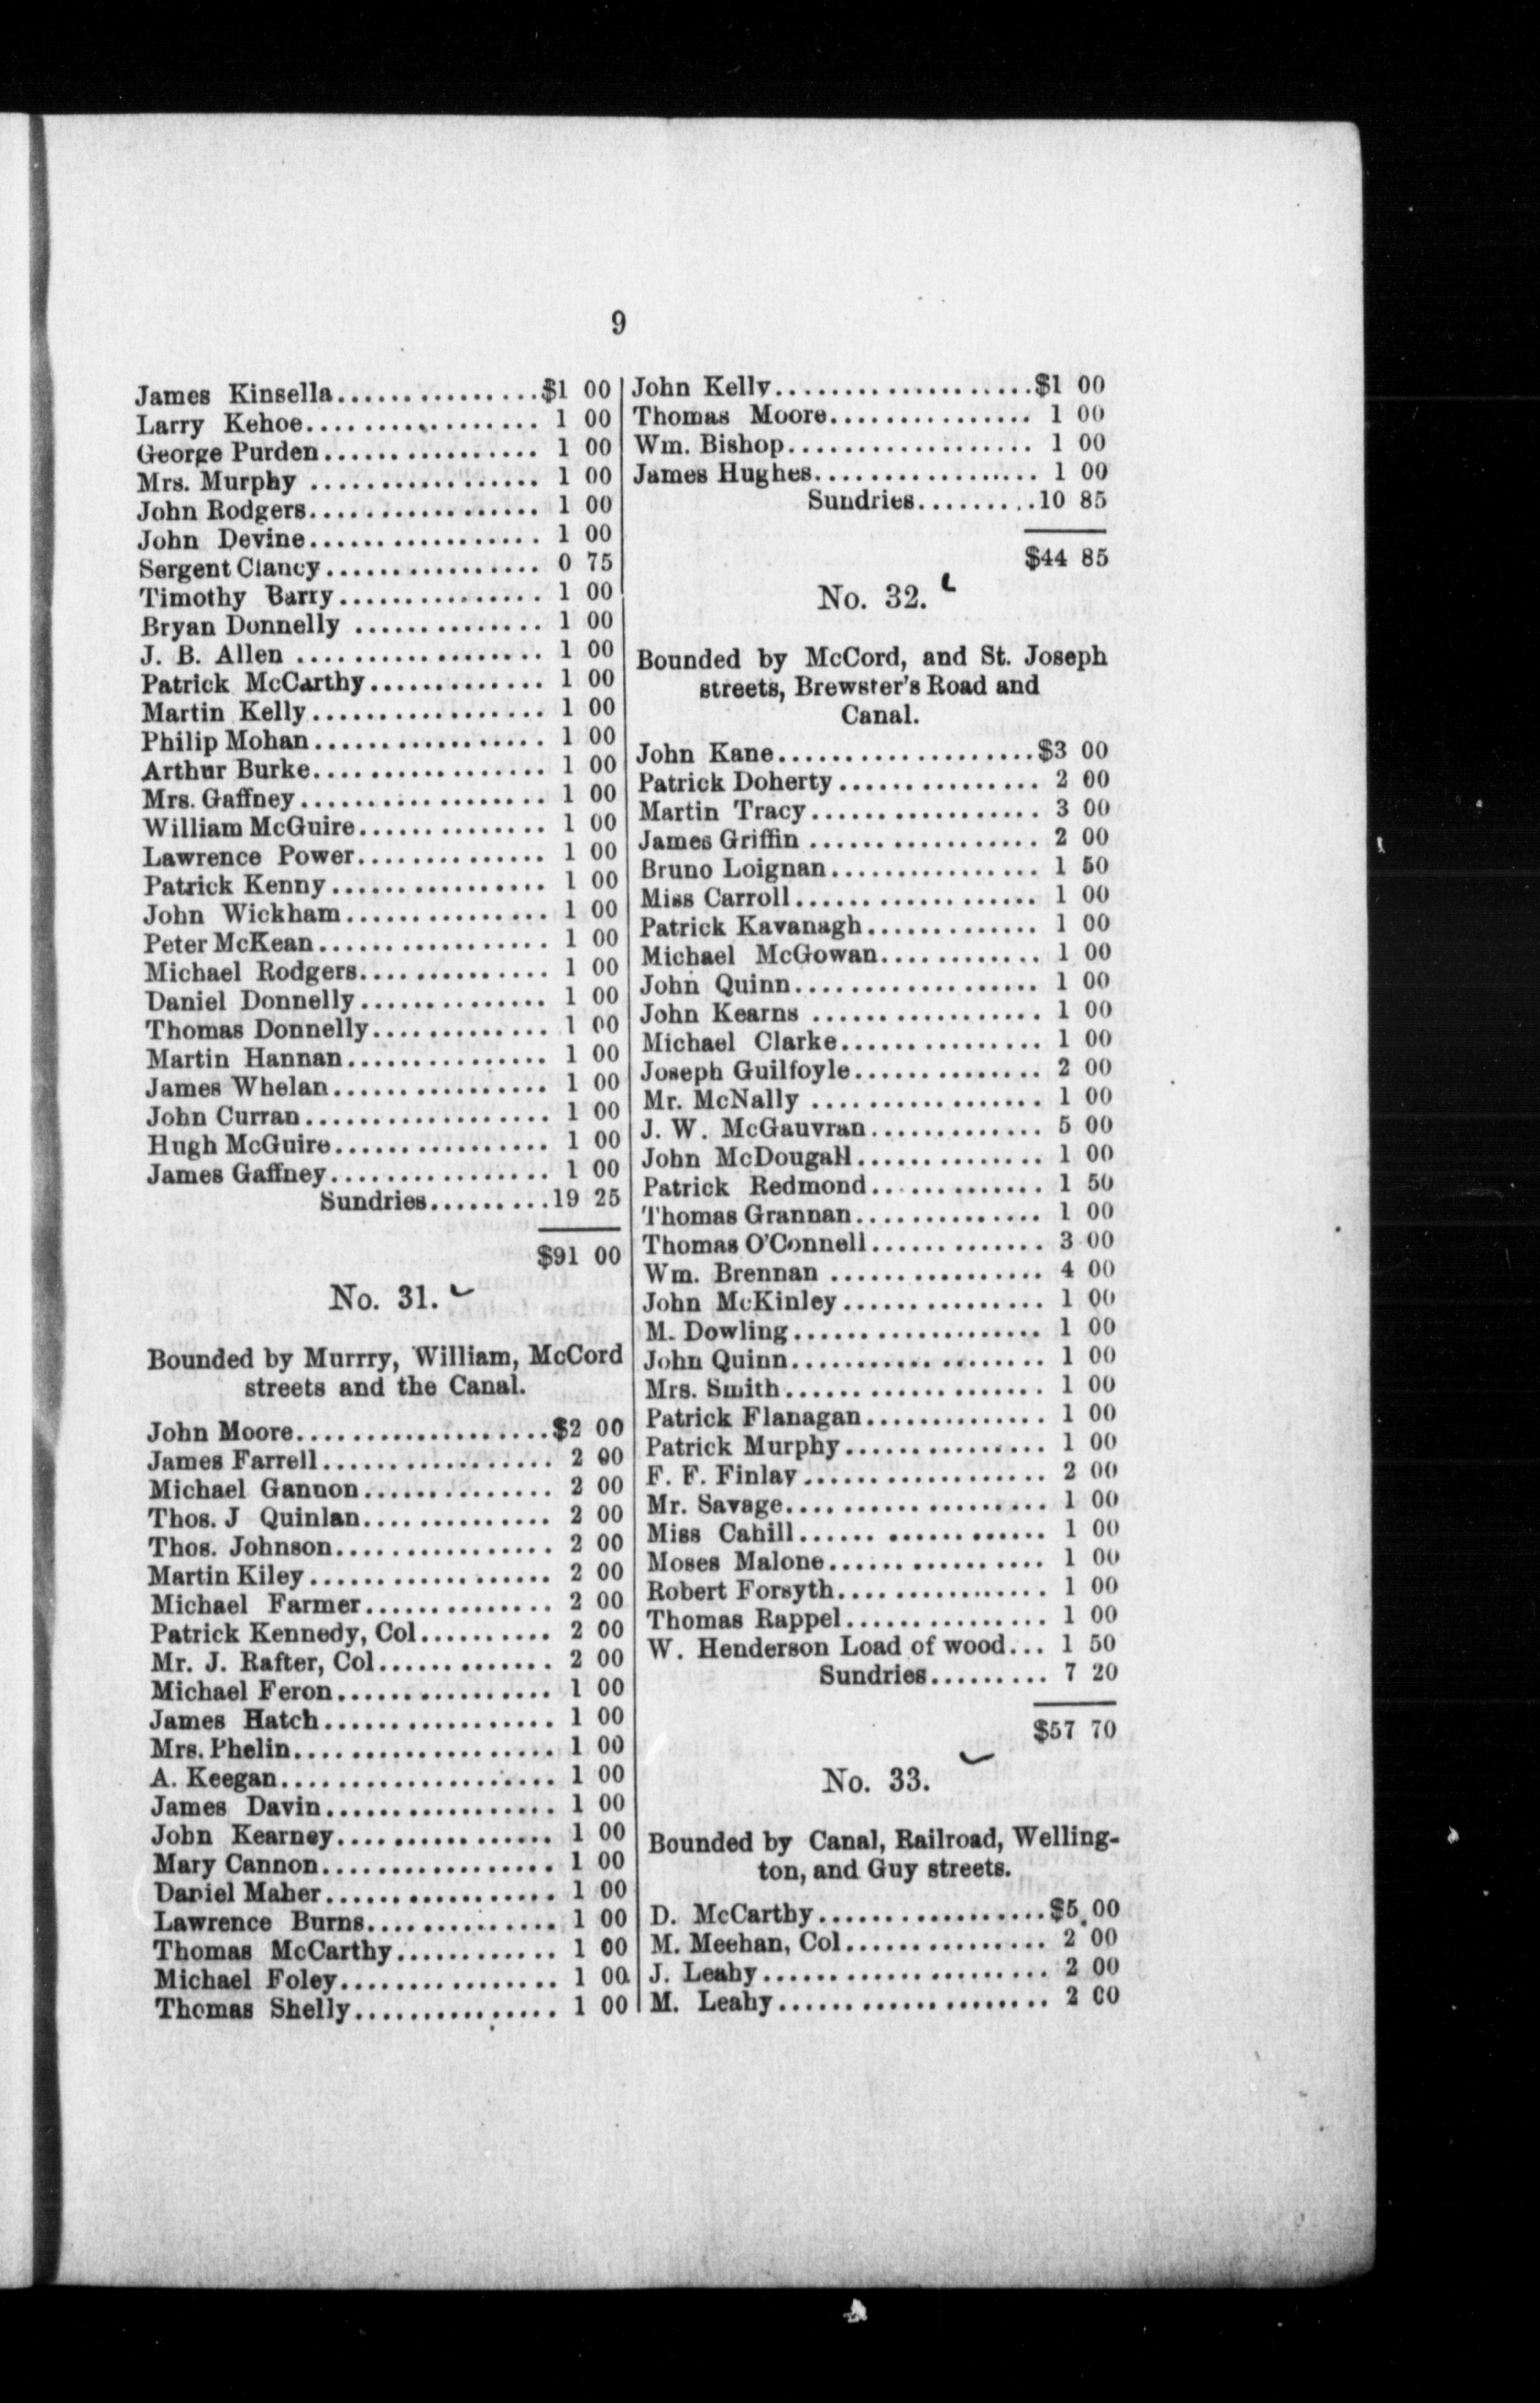 9
James Kinsella................$1 00
Larry Kehoe.................. 1 00
George Purden................ 1 00
Mrs. Murphy ................. 1 00
John Rodgers.................. 1 00
John Devine.................. 1 00
Sergent Clancy................ 0 75
Timothy Barry............... 1 00
Bryan Donnelly .............. 1 00
J. B. Allen .................. 1 00
Patrick McCarthy............. 1 00
Martin Kelly.................. 1 00
Philip Mohan.................. 1 00
Arthur Burke................. 1 00
Mrs. Gaffney.................. 1 00
William McGuire.............. 1 00
Lawrence Power.............. 1 00
Patrick Kenny................ 1 00
John Wickham............... 1 00
Peter McKean................. 1 00
Michael Rodgers.............. 1 00
Daniel Donnelly.............. 1 00
Thomas Donnelly............. 1 00
Martin Hannan............... 1 00
James Whelan................ 1 00
John Curran................... 1 00
Hugh McGuire................ 1 00
James Gaffney................. 1 00
Sundries.........19 25
$91 00
No. 31.
Bounded by Murrry, William, McCord
streets and the Canal.
John Moore...................$2 00
James Farrell................. 2 00
Michael Gannon.............. 2 00
Thos. J Quinlan.............. 2 00
Thos. Johnson................ 2 00
Martin Kiley.................. 2 00
Michael Farmer.............. 2 00
Patrick Kennedy, Col.......... 2 00
Mr. J. Rafter, Col............. 2 00
Michael Feron................ 1 00
James Hatch................. 1 00
Mrs. Phelin................... 1 00
A. Keegan.................... 1 00
James Davin................. 1 00
John Kearney................ 1 00
Mary Cannon................. 1 00
Daniel Maher................. 1 00
Lawrence Burns.............. 1 00
Thomas McCarthy............ 1 00
Michael Foley................ 1 00
Thomas Shelly............... 1 00
John Kelly...................$1 00
Thomas Moore............... 1 00
Wm. Bishop.................. 1 00
James Hughes................. 1 00
Sundries.........10 85
$44 85
No. 32.
Bounded by McCord, and St. Joseph
streets, Brewster's Road and
Canal.
John Kane...................$3 00
Patrick Doherty............... 2 00
Martin Tracy................. 3 00
James Griffin ................. 2 00
Bruno Loignan................ 1 50
Miss Carroll.................. 1 00
Patrick Kavanagh............. 1 00
Michael McGowan............ 1 00
John Quinn.................. 1 00
John Kearns ................. 1 00
Michael Clarke............... 1 00
Joseph Guilfoyle.............. 2 00
Mr. McNally ................. 1 00
J. W. McGauvran............. 5 00
John McDougall.............. 1 00
Patrick Redmond............. 1 50
Thomas Grannan.............. 1 00
Thomas O'Connell............. 3 00
Wm. Brennan ................ 4 00
John McKinley............... 1 00
M. Dowling................... 1 00
John Quinn................... 1 00
Mrs. Smith................... 1 00
Patrick Flanagan.............. 1 00
Patrick Murphy............... 1 00
F. F. Finlay.................. 2 00
Mr. Savage................... 1 00
Miss Cahill.................. 1 00
Moses Malone................ 1 00
Robert Forsyth................ 1 00
Thomas Rappel............... 1 00
W. Henderson Load of wood... 1 50
Sundries......... 7 20
$57 70
No. 33.
Bounded by Canal, Railroad, Welling-
ton, and Guy streets.
D. McCarthy.................$5 00
M. Meehan, Col............... 2 00
J. Leahy..................... 2 00
M. Leahy.................... 2 00